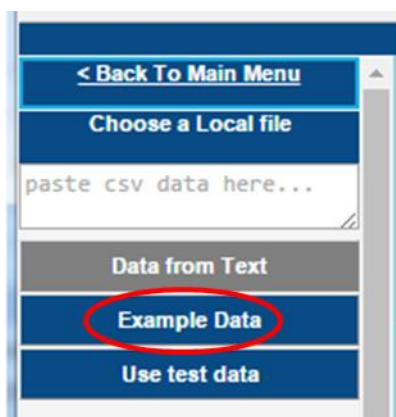 < Back To Main Menu
Choose a Local file
paste csv data here...
Data from Text
Example Data
Use test data